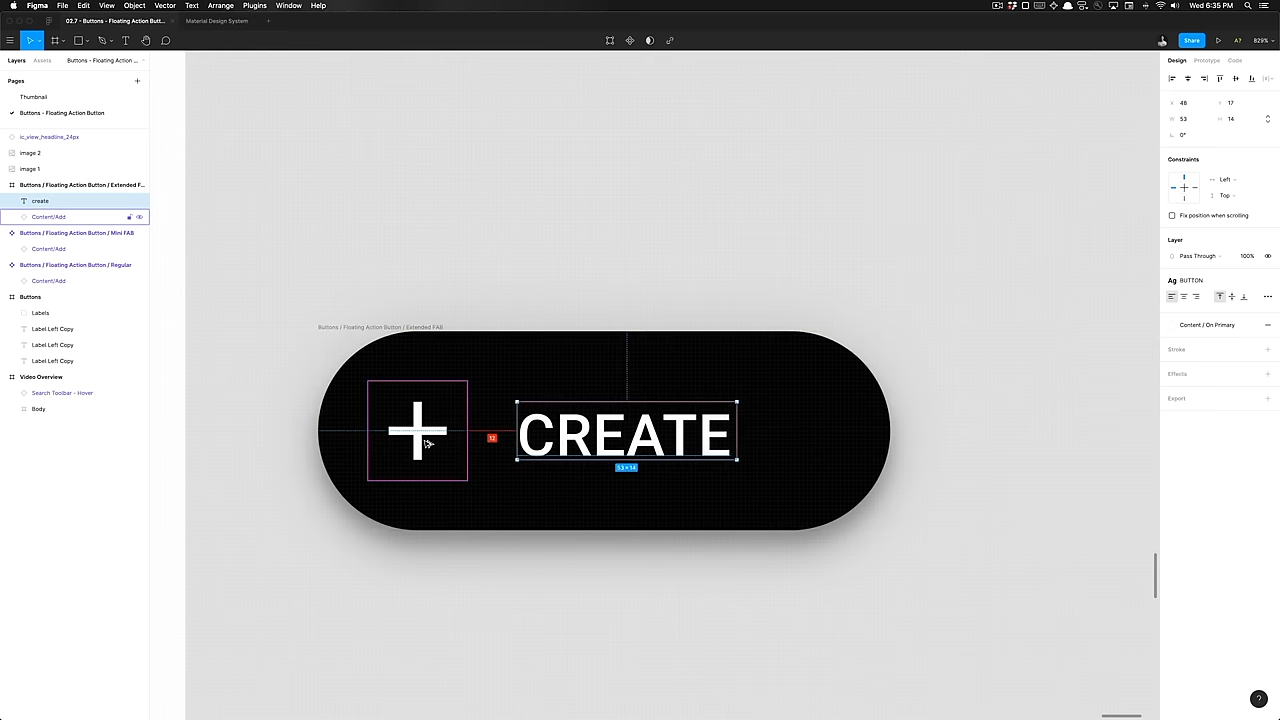 Figma File Edit View Object Vector Text Arrange Plugins Window Help Wed 6:35 PM
02.7 - Buttons - Floating Action Butt... Material Design System
Share A? 829%
Layers Assets Buttons - Floating Action ...
Pages
Thumbnail
Buttons - Floating Action Button
ic_view_headline_24px
image 2
image 1
Buttons / Floating Action Button / Extended F...
create
Content/Add
Buttons / Floating Action Button / Mini FAB
Content/Add
Buttons / Floating Action Button / Regular
Content/Add
Buttons
Labels
Label Left Copy
Label Left Copy
Label Left Copy
Video Overview
Search Toolbar - Hover
Body
Buttons / Floating Action Button / Extended FAB
CREATE
12
53 × 14
Design Prototype Code
X 48 Y 17
W 53 H 14
0°
Constraints
Left
Top
Fix position when scrolling
Layer
Pass Through 100%
Ag BUTTON
Content / On Primary
Stroke
Effects
Export
?